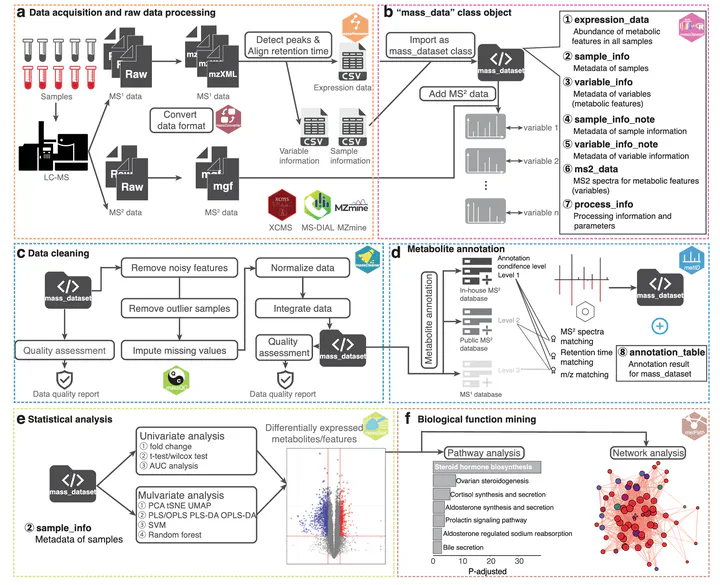 a Data acquisition and raw data processing
Detect peaks &
Align retention time
Raw
MS¹ data
mzXML
MS¹ data
CSV
Expression data
Samples
LC-MS
Convert
data format
CSV
Variable
information
CSV
Sample
information
Raw
MS² data
mgf
mgf
MS² data
XCMS
XCMS
MS-DIAL
MZmine
MZmine
b “mass_data” class object
Import as
mass_dataset class
</>
mass_dataset
Add MS² data
variable 1
variable 2
variable n
① expression_data
Abundance of metabolic
features in all samples
② sample_info
Metadata of samples
③ variable_info
Metadata of variables
(metabolic features)
④ sample_info_note
Metadata of sample information
⑤ variable_info_note
Metadata of variable information
⑥ ms2_data
MS2 spectra for metabolic features
(variables)
⑦ process_info
Processing information and
parameters
c Data cleaning
</>
mass_dataset
Quality assessment
Data quality report
Remove noisy features
Remove outlier samples
Impute missing values
Normalize data
Integrate data
Quality
assessment
</>
mass_dataset
Data quality report
d Metabolite annotation
metID
Metabolite annotation
Annotation
condifence level
Level 1
In-house MS²
database
Level 2
Public MS²
database
Level 3
MS¹ database
MS² spectra
matching
Retention time
matching
m/z matching
</>
mass_dataset
⑧ annotation_table
Annotation result
for mass_dataset
e Statistical analysis
</>
mass_dataset
② sample_info
Metadata of samples
Univariate analysis
① fold change
② t-test/wilcox test
③ AUC analysis
Mulvariate analysis
① PCA tSNE UMAP
② PLS/OPLS PLS-DA OPLS-DA
③ SVM
④ Random forest
Differentially expressed
metabolites/features
f Biological function mining
Pathway analysis
Network analysis
Steroid hormone biosynthesis
Ovarian steroidogenesis
Cortisol synthesis and secretion
Aldosterone synthesis and secretion
Prolactin signaling pathway
Aldosterone regulated sodium reabsorption
Bile secretion
0 10 20 30
P-adjusted